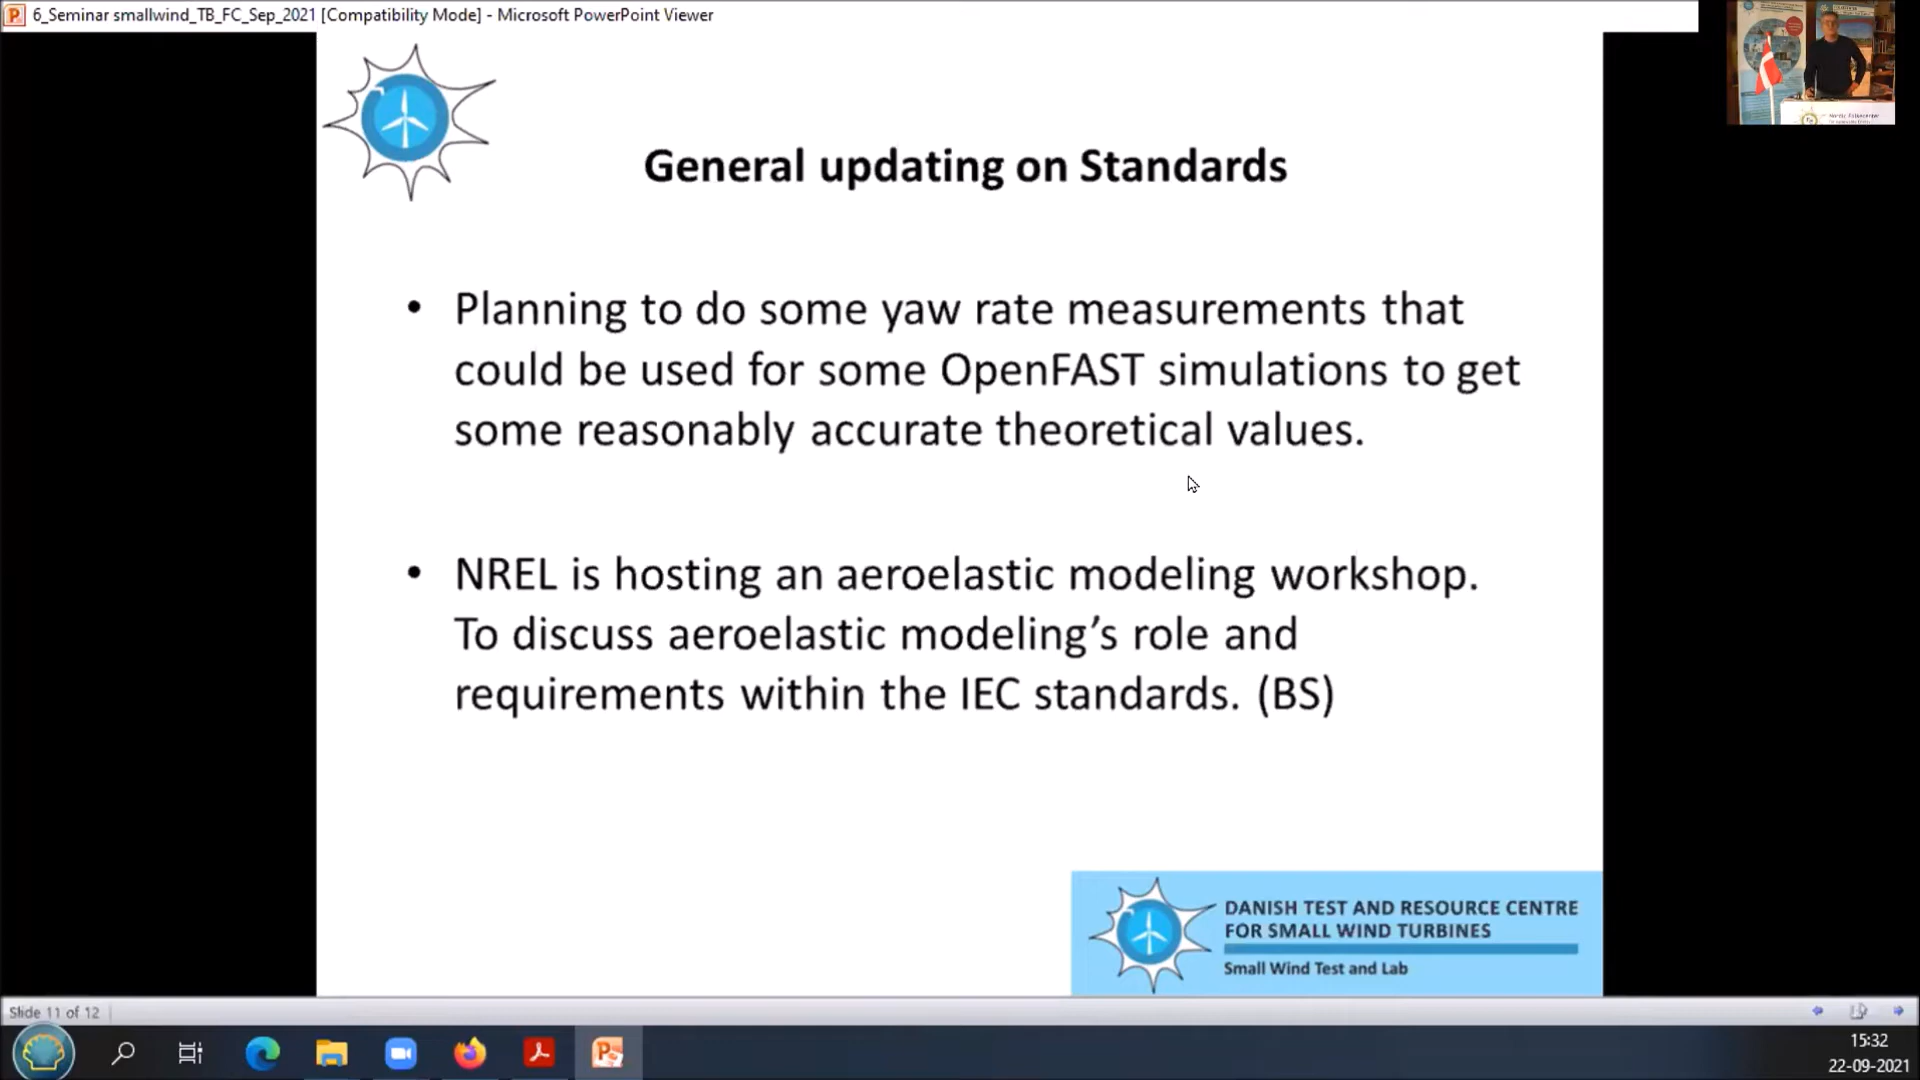 6_Seminar smallwind_TB_FC_Sep_2021 [Compatibility Mode] - Microsoft PowerPoint Viewer
General updating on Standards
• Planning to do some yaw rate measurements that
could be used for some OpenFAST simulations to get
some reasonably accurate theoretical values.
• NREL is hosting an aeroelastic modeling workshop.
To discuss aeroelastic modeling’s role and
requirements within the IEC standards. (BS)
DANISH TEST AND RESOURCE CENTRE
FOR SMALL WIND TURBINES
Small Wind Test and Lab
Slide 11 of 12
15:32
22-09-2021